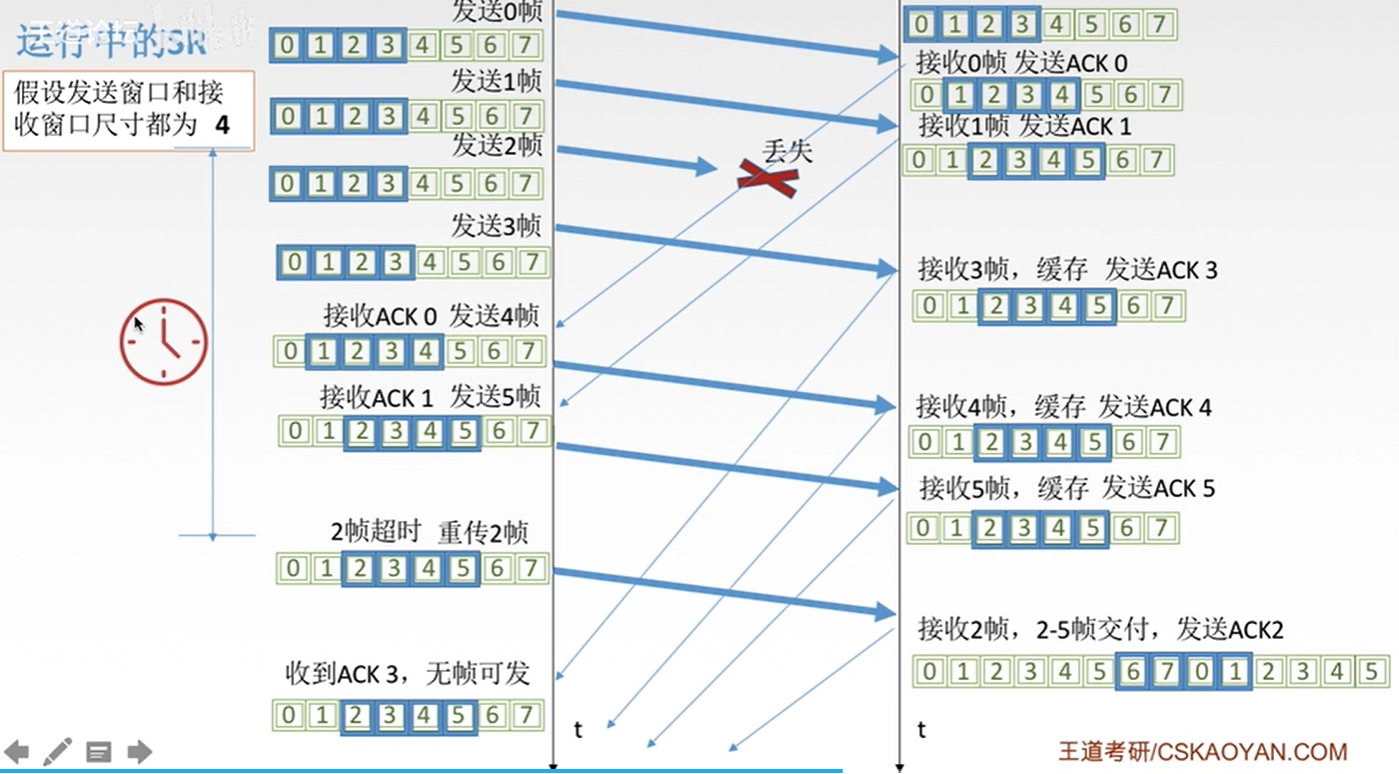 运行中的SR
假设发送窗口和接
收窗口尺寸都为 4
发送0帧
0 1 2 3 4 5 6 7
发送1帧
0 1 2 3 4 5 6 7
发送2帧
0 1 2 3 4 5 6 7
发送3帧
0 1 2 3 4 5 6 7
接收ACK 0 发送4帧
0 1 2 3 4 5 6 7
接收ACK 1 发送5帧
0 1 2 3 4 5 6 7
2帧超时 重传2帧
0 1 2 3 4 5 6 7
收到ACK 3，无帧可发
0 1 2 3 4 5 6 7
丢失
t
0 1 2 3 4 5 6 7
接收0帧 发送ACK 0
0 1 2 3 4 5 6 7
接收1帧 发送ACK 1
0 1 2 3 4 5 6 7
接收3帧，缓存 发送ACK 3
0 1 2 3 4 5 6 7
接收4帧，缓存 发送ACK 4
0 1 2 3 4 5 6 7
接收5帧，缓存 发送ACK 5
0 1 2 3 4 5 6 7
接收2帧，2-5帧交付，发送ACK2
0 1 2 3 4 5 6 7 0 1 2 3 4 5
t
王道考研/CSKAOYAN.COM